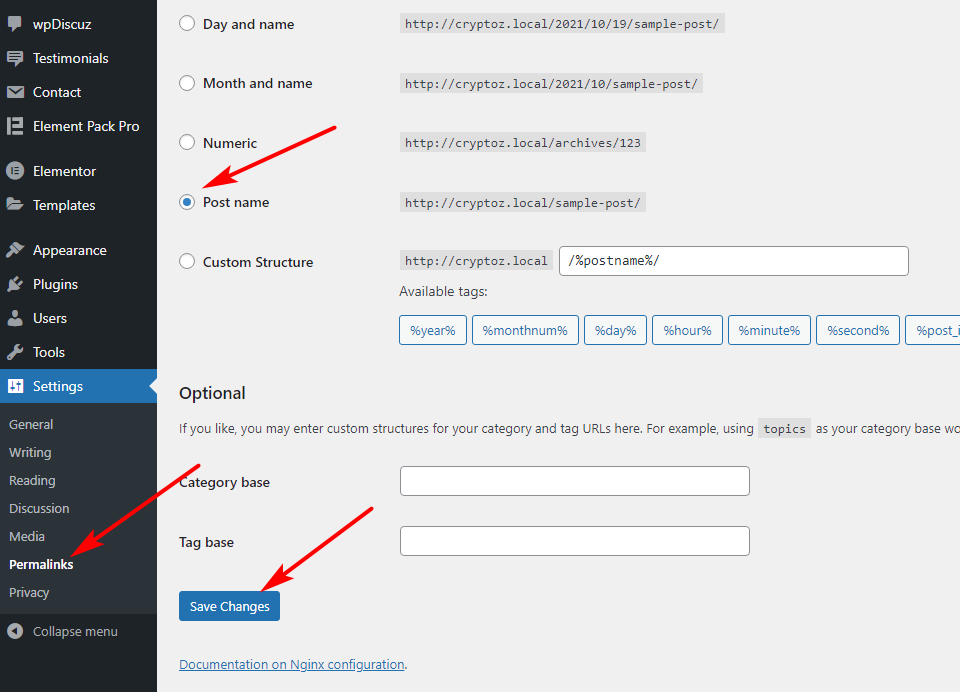 wpDiscuz
Testimonials
Contact
Element Pack Pro
Elementor
Templates
Appearance
Plugins
Users
Tools
Settings
General
Writing
Reading
Discussion
Media
Permalinks
Privacy
Collapse menu
Day and name http://cryptoz.local/2021/10/19/sample-post/
Month and name http://cryptoz.local/2021/10/sample-post/
Numeric http://cryptoz.local/archives/123
Post name http://cryptoz.local/sample-post/
Custom Structure http://cryptoz.local /%postname%/
Available tags:
%year% %monthnum% %day% %hour% %minute% %second% %post_i
Optional
If you like, you may enter custom structures for your category and tag URLs here. For example, using topics as your category base wo
Category base
Tag base
Save Changes
Documentation on Nginx configuration.